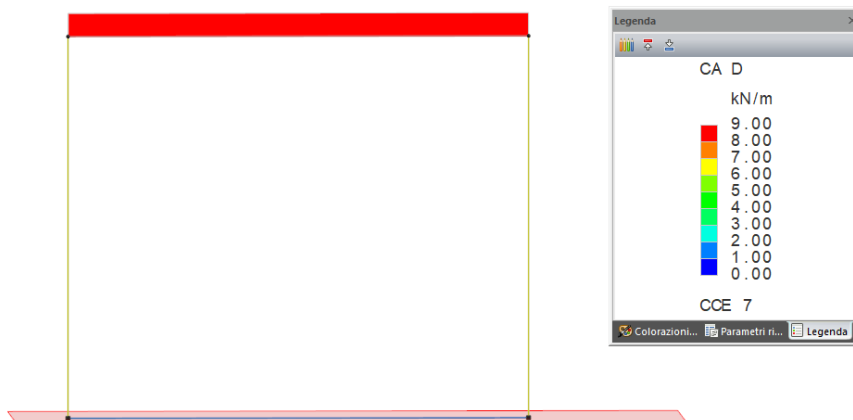 Legenda
CA D
kN/m
9.00
8.00
7.00
6.00
5.00
4.00
3.00
2.00
1.00
0.00
CCE 7
Colorazioni... Parametri ri... Legenda